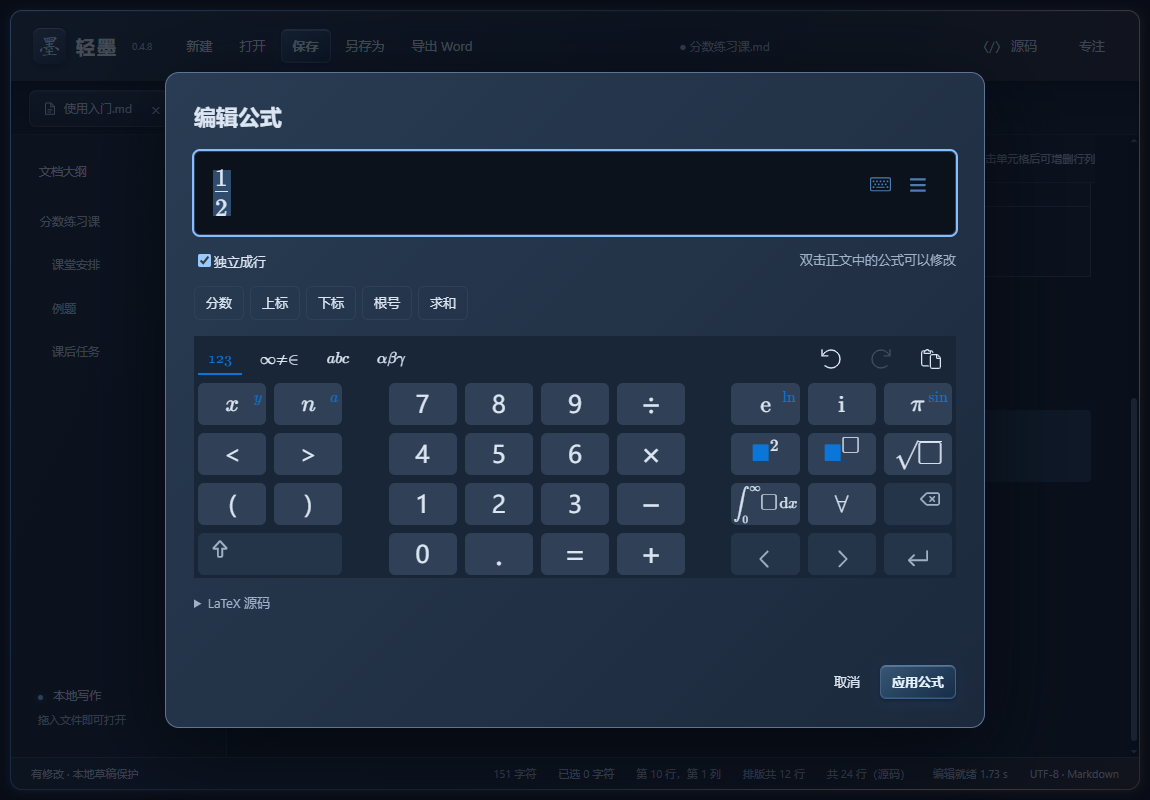 墨 轻墨 0.4.8 新建 打开 保存 另存为 导出 Word ● 分数练习课.md 源码 专注
使用入门.md ×
编辑公式
击单元格后可增删行列
文档大纲
1
2
分数练习课
独立成行 双击正文中的公式可以修改
课堂安排
分数 上标 下标 根号 求和
例题
课后任务
123 ∞≠∈ abc αβγ
x y n a 7 8 9 ÷ e ln i π sin
< > 4 5 6 × ■² ■□ √□
( ) 1 2 3 − ∫₀^∞ □dx ∀
0 . = +
LaTeX 源码
取消 应用公式
本地写作
拖入文件即可打开
有修改 · 本地草稿保护 151 字符 已选 0 字符 第 10 行，第 1 列 排版共 12 行 共 24 行（源码） 编辑就绪 1.73 s UTF-8 · Markdown